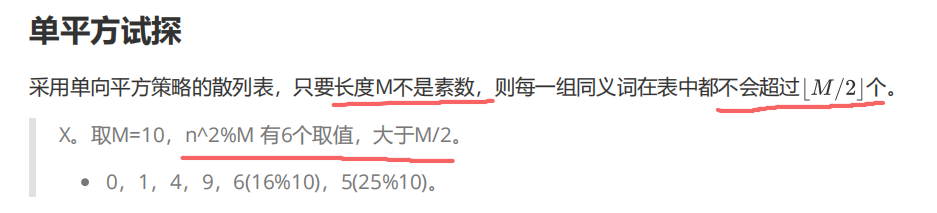 单平方试探
采用单向平方策略的散列表，只要长度M不是素数，则每一组同义词在表中都不会超过⌊M/2⌋个。
X。取M=10，n^2%M 有6个取值，大于M/2。
• 0，1，4，9，6(16%10)，5(25%10)。